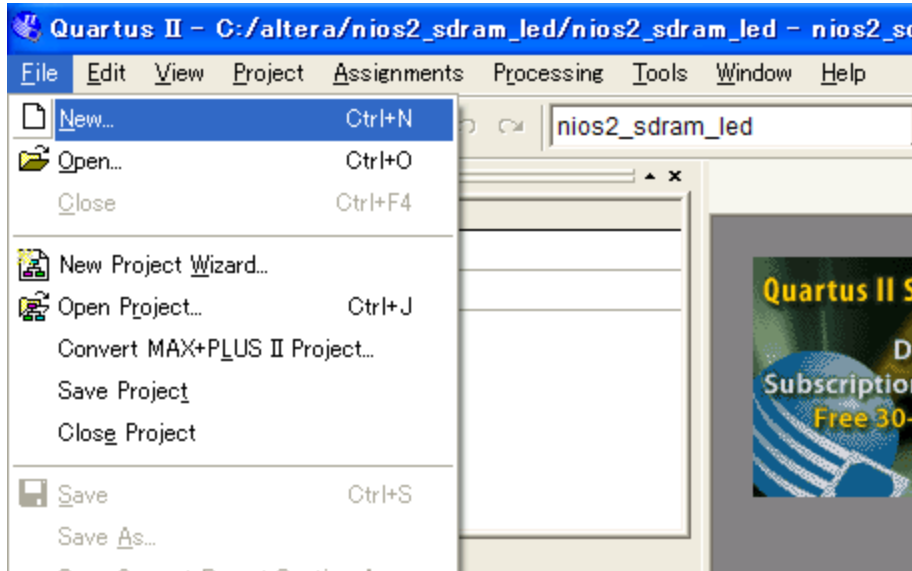 Quartus II - C:/altera/nios2_sdram_led/nios2_sdram_led - nios2_s
File Edit View Project Assignments Processing Tools Window Help
New... Ctrl+N
nios2_sdram_led
Open... Ctrl+O
Close Ctrl+F4
New Project Wizard...
Open Project... Ctrl+J
Convert MAX+PLUS II Project...
Save Project
Close Project
Save Ctrl+S
Save As...
Quartus II S
D
Subscription
Free 30-